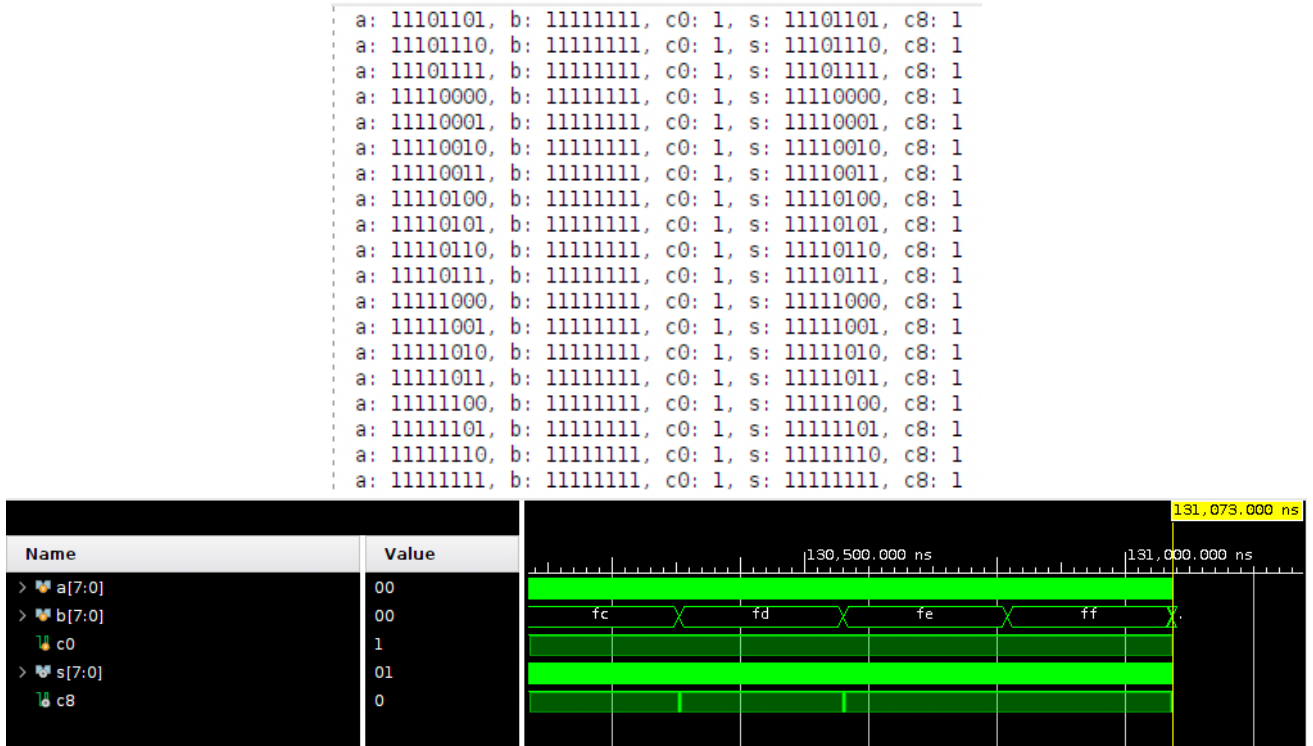 a: 11101101, b: 11111111, c0: 1, s: 11101101, c8: 1
a: 11101110, b: 11111111, c0: 1, s: 11101110, c8: 1
a: 11101111, b: 11111111, c0: 1, s: 11101111, c8: 1
a: 11110000, b: 11111111, c0: 1, s: 11110000, c8: 1
a: 11110001, b: 11111111, c0: 1, s: 11110001, c8: 1
a: 11110010, b: 11111111, c0: 1, s: 11110010, c8: 1
a: 11110011, b: 11111111, c0: 1, s: 11110011, c8: 1
a: 11110100, b: 11111111, c0: 1, s: 11110100, c8: 1
a: 11110101, b: 11111111, c0: 1, s: 11110101, c8: 1
a: 11110110, b: 11111111, c0: 1, s: 11110110, c8: 1
a: 11110111, b: 11111111, c0: 1, s: 11110111, c8: 1
a: 11111000, b: 11111111, c0: 1, s: 11111000, c8: 1
a: 11111001, b: 11111111, c0: 1, s: 11111001, c8: 1
a: 11111010, b: 11111111, c0: 1, s: 11111010, c8: 1
a: 11111011, b: 11111111, c0: 1, s: 11111011, c8: 1
a: 11111100, b: 11111111, c0: 1, s: 11111100, c8: 1
a: 11111101, b: 11111111, c0: 1, s: 11111101, c8: 1
a: 11111110, b: 11111111, c0: 1, s: 11111110, c8: 1
a: 11111111, b: 11111111, c0: 1, s: 11111111, c8: 1
131,073.000 ns
Name Value 130,500.000 ns 131,000.000 ns
a[7:0] 00
b[7:0] 00 fc fd fe ff .
c0 1
s[7:0] 01
c8 0